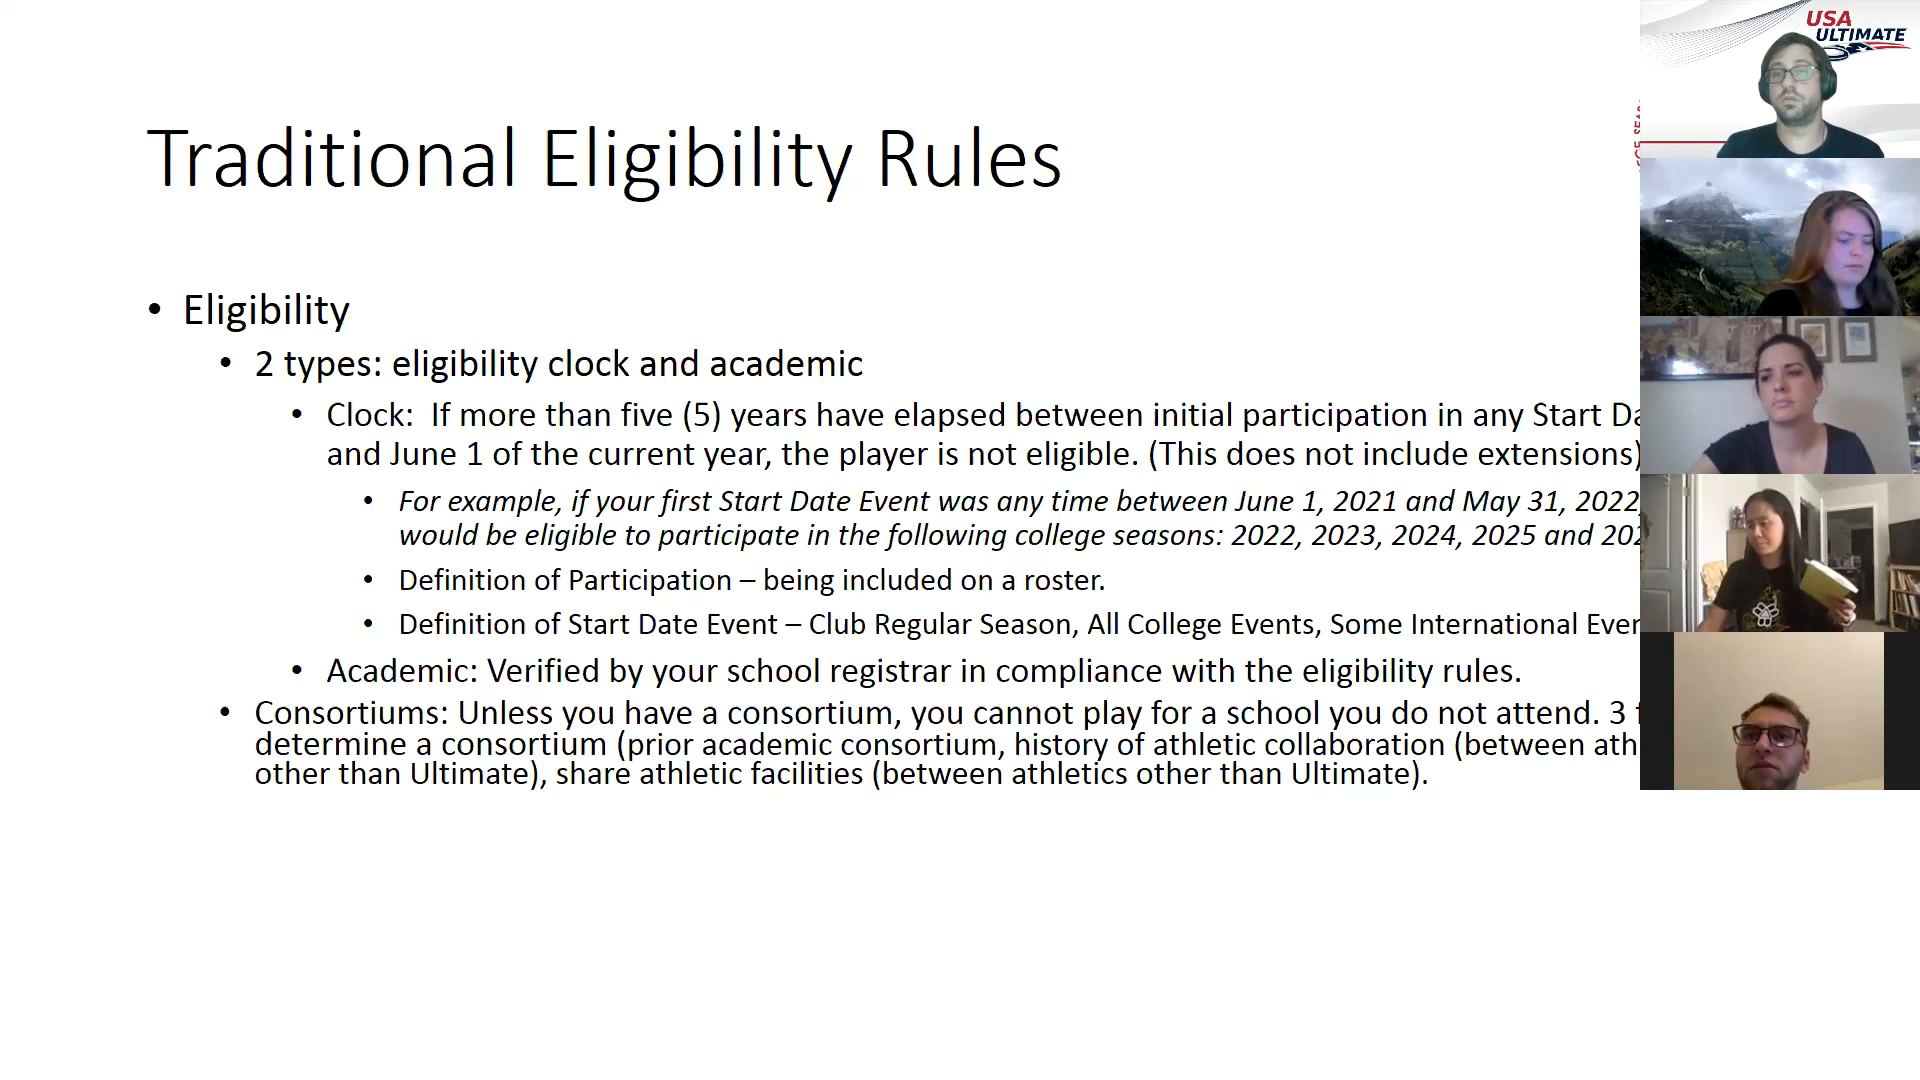 Traditional Eligibility Rules
USA
ULTIMATE
• Eligibility
• 2 types: eligibility clock and academic
• Clock: If more than five (5) years have elapsed between initial participation in any Start
and June 1 of the current year, the player is not eligible. (This does not include extensions)
• For example, if your first Start Date Event was any time between June 1, 2021 and May 31, 2022,
would be eligible to participate in the following college seasons: 2022, 2023, 2024, 2025 and
• Definition of Participation – being included on a roster.
• Definition of Start Date Event – Club Regular Season, All College Events, Some International
• Academic: Verified by your school registrar in compliance with the eligibility rules.
• Consortiums: Unless you have a consortium, you cannot play for a school you do not attend. 3
determine a consortium (prior academic consortium, history of athletic collaboration (between
other than Ultimate), share athletic facilities (between athletics other than Ultimate).